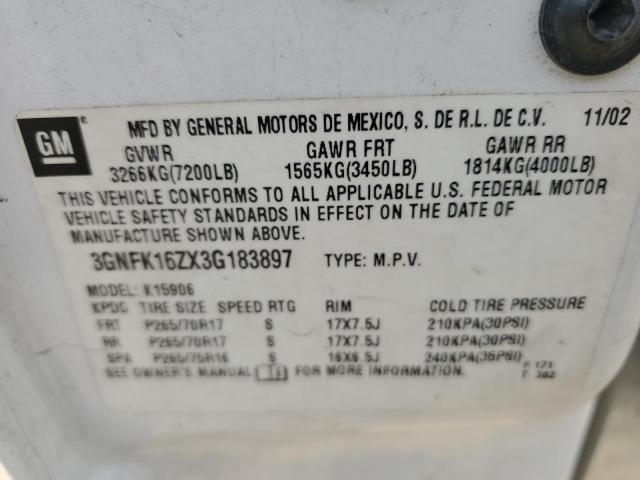 GM ® MFD BY GENERAL MOTORS DE MEXICO, S. DE R.L. DE C.V. 11/02
GVWR GAWR FRT GAWR RR
3266KG(7200LB) 1565KG(3450LB) 1814KG(4000LB)
THIS VEHICLE CONFORMS TO ALL APPLICABLE U.S. FEDERAL MOTOR
VEHICLE SAFETY STANDARDS IN EFFECT ON THE DATE OF
MANUFACTURE SHOWN ABOVE.
3GNFK16ZX3G183897 TYPE: M.P.V.
MODEL: K15906
TIRE SIZE SPEED RTG RIM COLD TIRE PRESSURE
FRT P265/70R17 S 17X7.5J 210KPA(30PSI)
RR P265/70R17 S 17X7.5J 210KPA(30PSI)
SPA P265/75R16 S 16X6.5J 240KPA(35PSI)
SEE OWNER'S MANUAL FOR MORE INFORMATION.